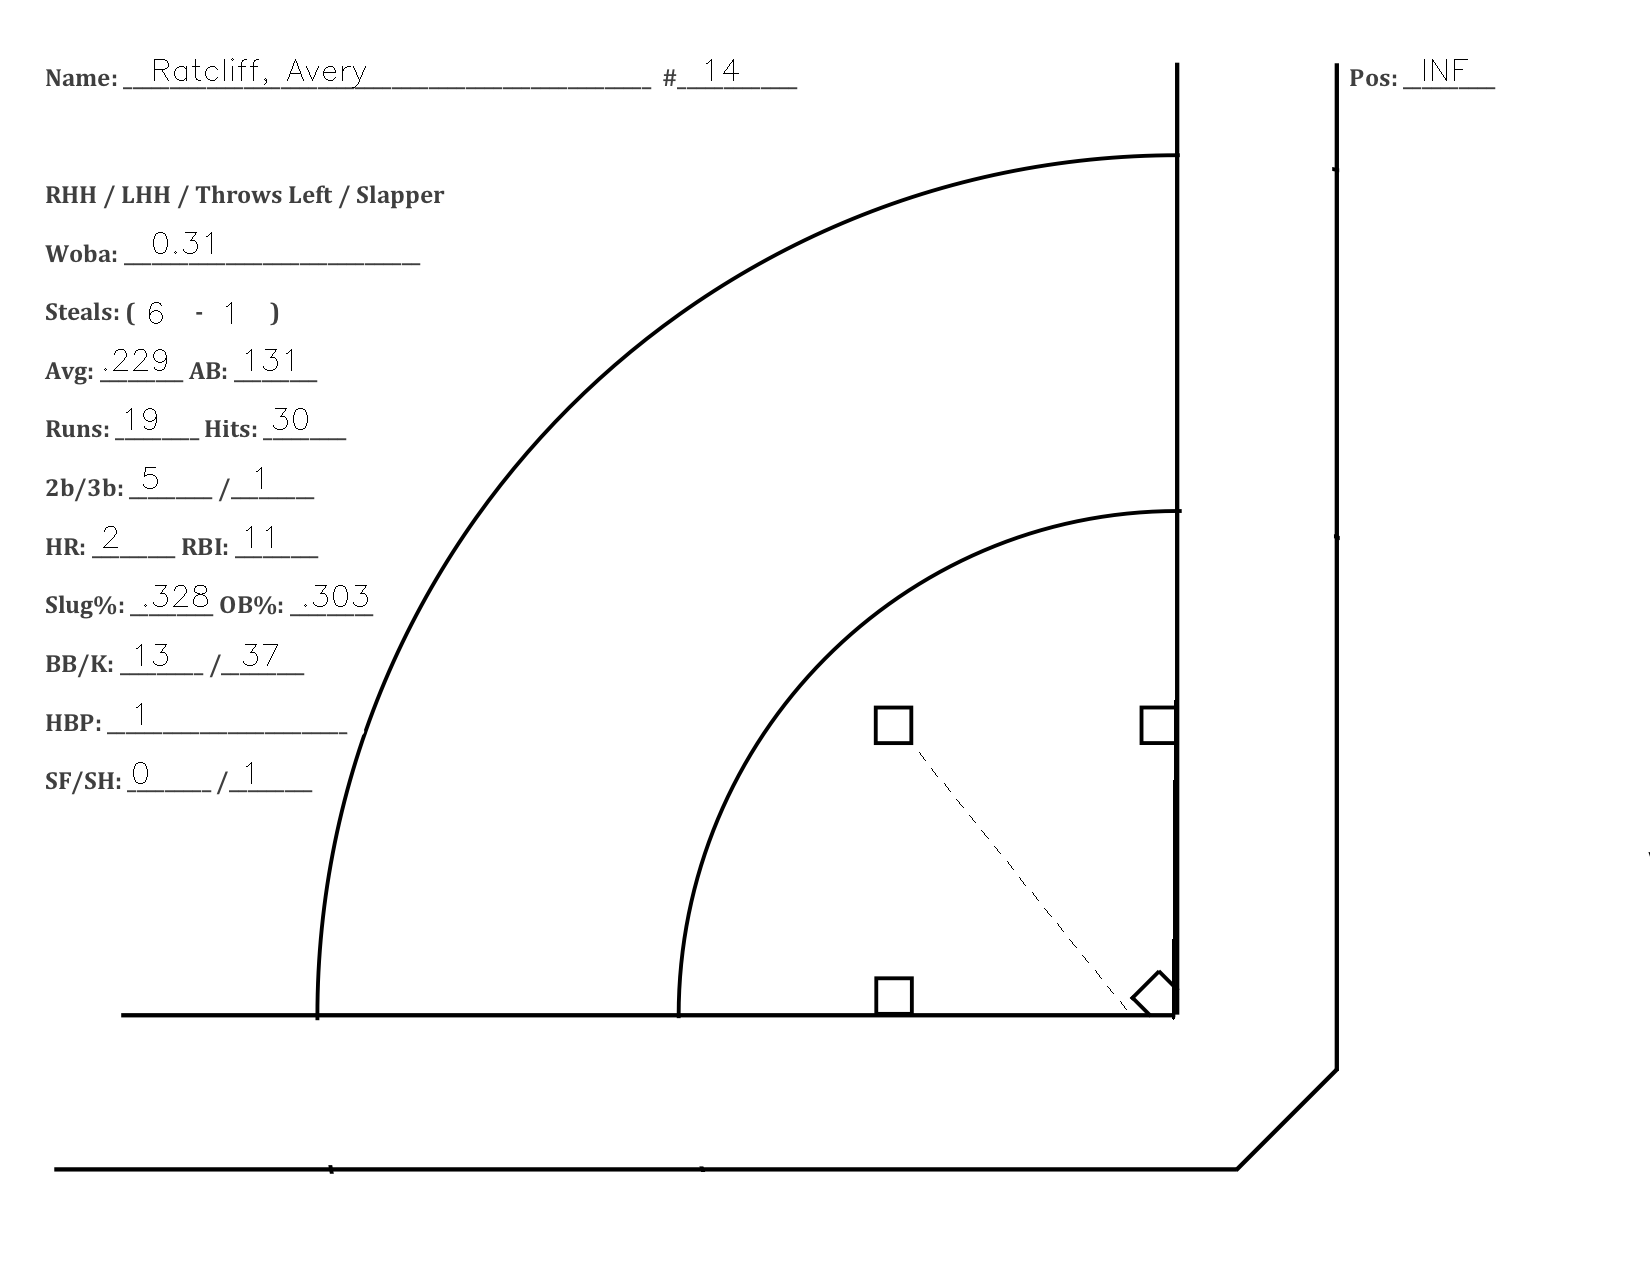 Name: Ratcliff, Avery # 14 Pos: INF
RHH / LHH / Throws Left / Slapper
Woba: 0.31
Steals: ( 6 - 1 )
Avg: .229 AB: 131
Runs: 19 Hits: 30
2b/3b: 5 / 1
HR: 2 RBI: 11
Slug%: .328 OB%: .303
BB/K: 13 / 37
HBP: 1
SF/SH: 0 / 1